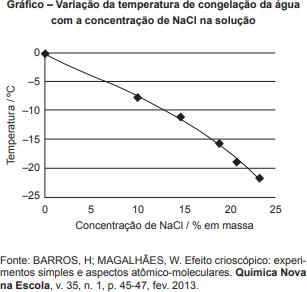 Gráfico – Variação da temperatura de congelação da água
com a concentração de NaCl na solução
Temperatura / ºC
0
–5
–10
–15
–20
–25
0 5 10 15 20 25
Concentração de NaCl / % em massa
Fonte: BARROS, H; MAGALHÃES, W. Efeito crioscópico: experi-
mentos simples e aspectos atômico-moleculares. Química Nova
na Escola, v. 35, n. 1, p. 45-47, fev. 2013.